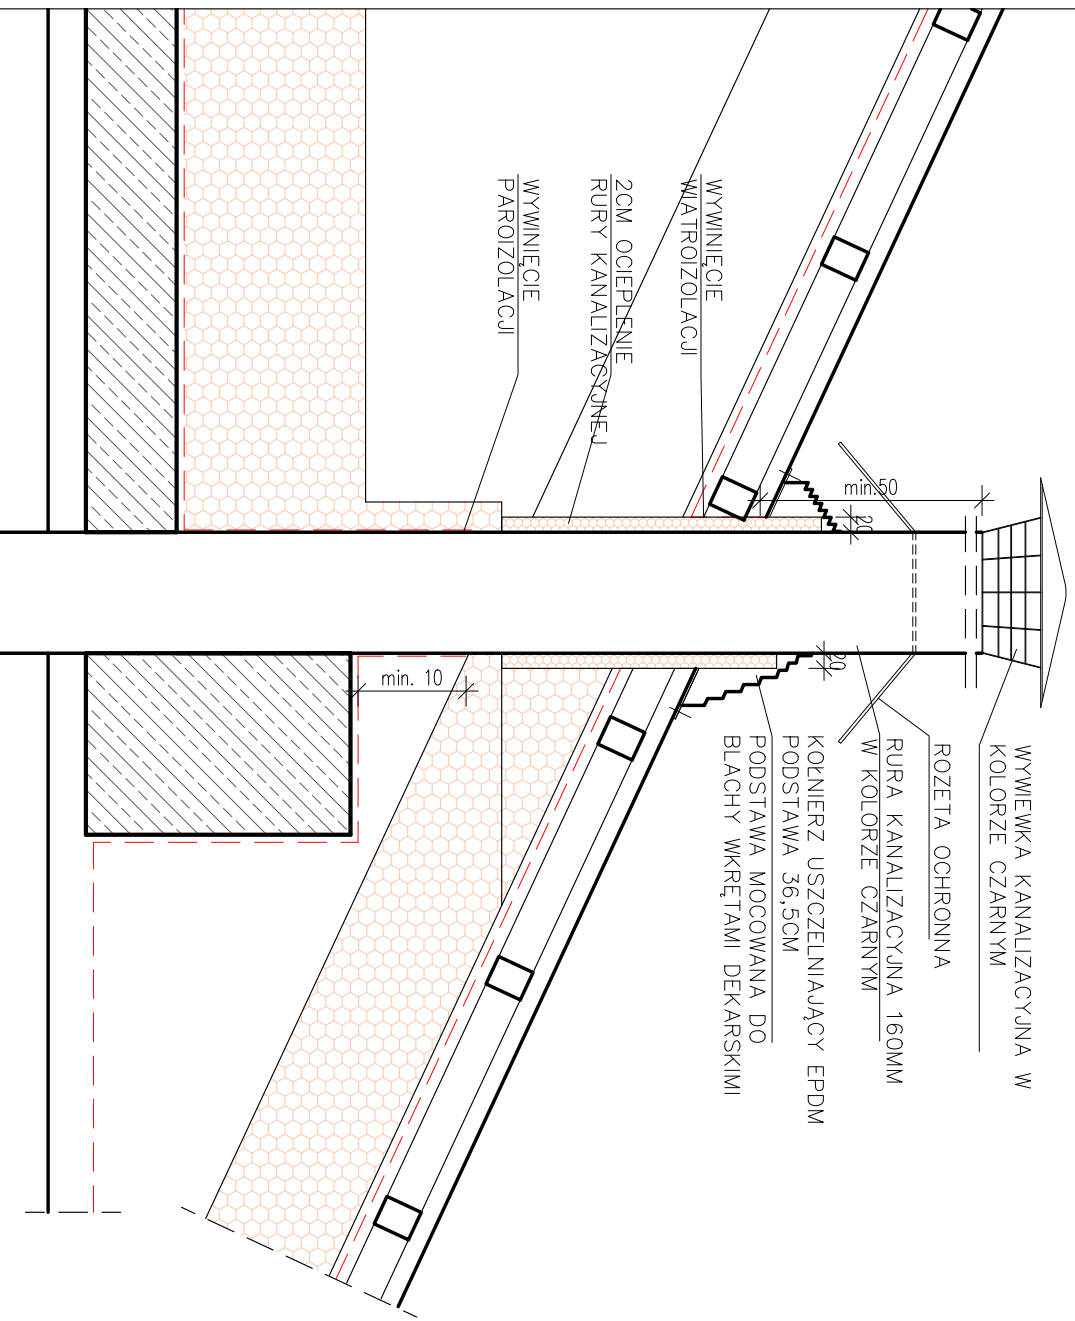 WYWIEWKA KANALIZACYJNA W
KOLORZE CZARNYM
ROZETA OCHRONNA
RURA KANALIZACYJNA 160MM
W KOLORZE CZARNYM
KOŁNIERZ USZCZELNIAJĄCY EPDM
PODSTAWA 36,5CM
PODSTAWA MOCOWANA DO
BLACHY WKRĘTAMI DEKARSKIMI
WYWINIĘCIE
WIATROIZOLACJI
2CM OCIEPLENIE
RURY KANALIZACYJNEJ
WYWINIĘCIE
PAROIZOLACJI
min.50
20
20
min. 10